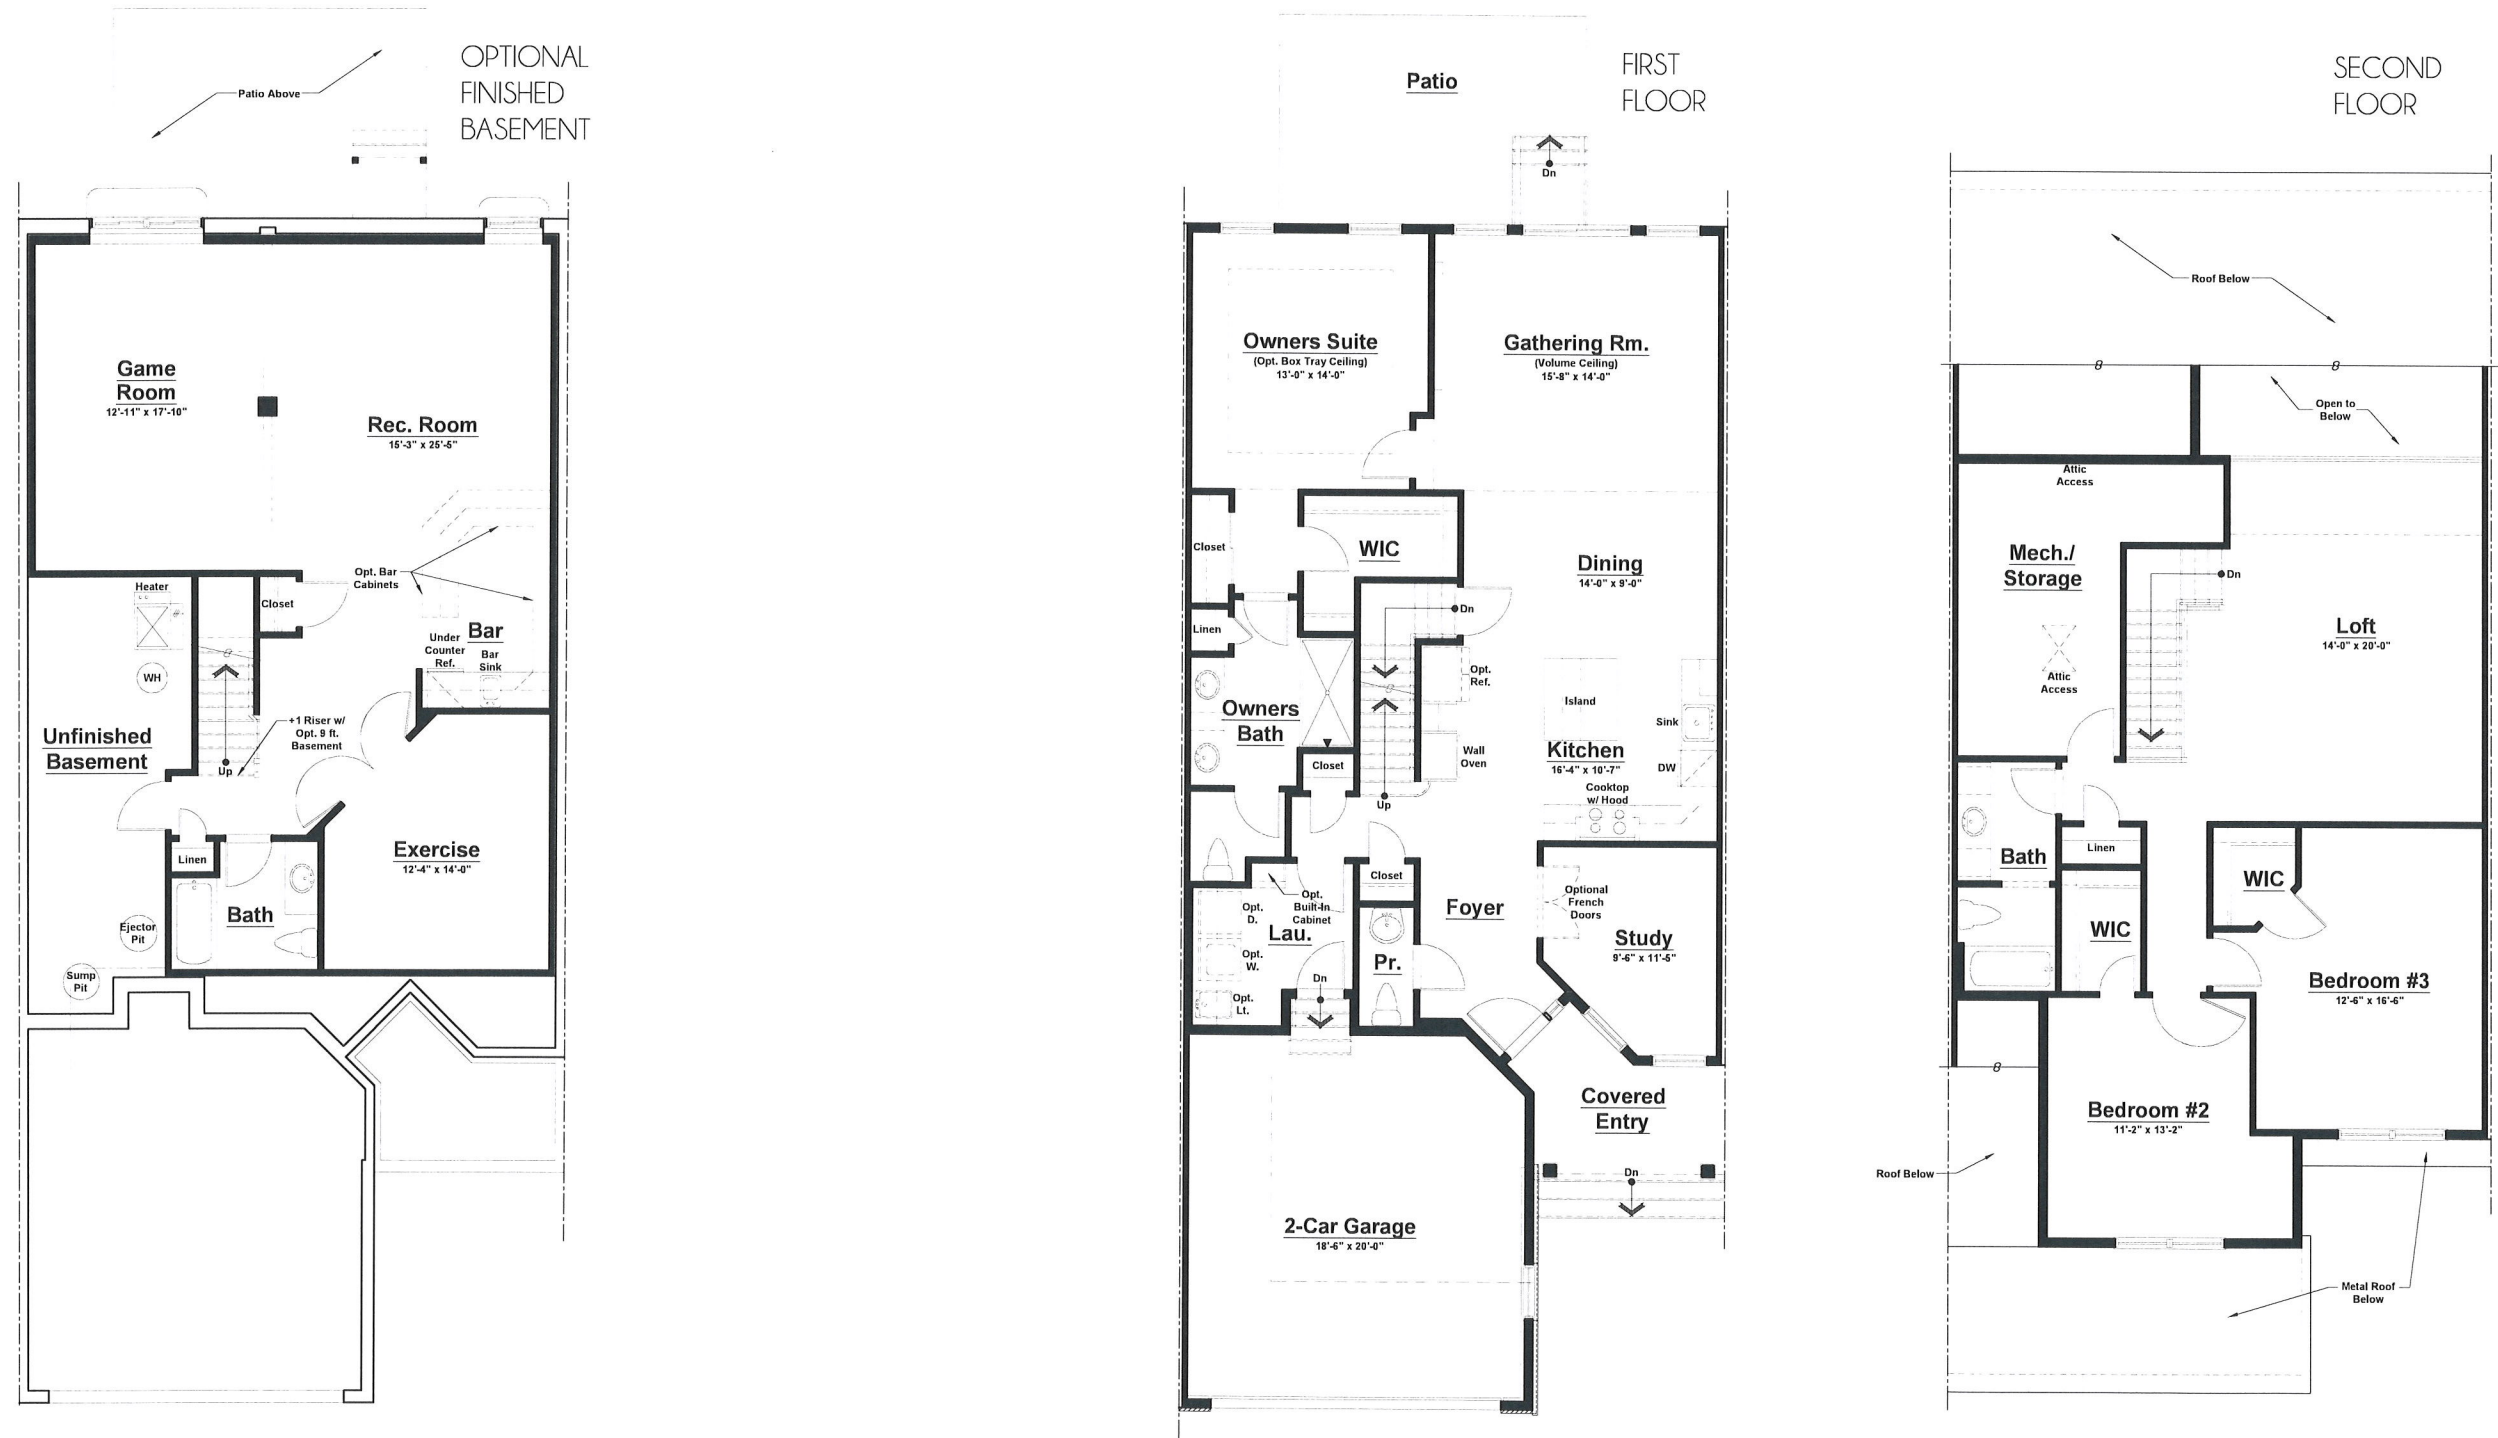 OPTIONAL
FINISHED
BASEMENT
Patio Above
Game
Room
12'-11" x 17'-10"
Rec. Room
15'-3" x 25'-5"
Opt. Bar
Cabinets
Heater
Closet
Under
Counter
Ref.
Bar
Bar
Sink
WH
Unfinished
Basement
+1 Riser w/
Opt. 9 ft.
Basement
Up
Linen
Exercise
12'-4" x 14'-0"
Bath
Ejector
Pit
Sump
Pit
FIRST
FLOOR
Patio
Dn
Owners Suite
(Opt. Box Tray Ceiling)
13'-0" x 14'-0"
Gathering Rm.
(Volume Ceiling)
15'-8" x 14'-0"
Closet
WIC
Dining
14'-0" x 9'-0"
Dn
Linen
Opt.
Ref.
Island
Owners
Bath
Sink
Wall
Oven
Kitchen
16'-4" x 10'-7"
DW
Closet
Cooktop
w/ Hood
Up
Closet
Opt.
Built-In
Cabinet
Optional
French
Doors
Opt.
D.
Lau.
Foyer
Study
9'-6" x 11'-5"
Opt.
W.
Pr.
Dn
Opt.
Lt.
Covered
Entry
Dn
2-Car Garage
18'-6" x 20'-0"
SECOND
FLOOR
Roof Below
8
8
Open to
Below
Attic
Access
Mech./
Storage
Dn
Loft
14'-0" x 20'-0"
Attic
Access
Bath
Linen
WIC
WIC
Bedroom #3
12'-6" x 16'-6"
8
Bedroom #2
11'-2" x 13'-2"
Roof Below
Metal Roof
Below